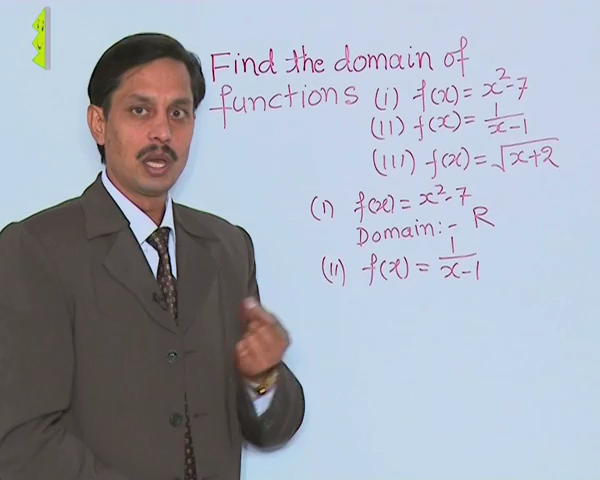 Find the domain of
functions (i) f(x) = x²-7
(ii) f(x) = 1/x-1
(iii) f(x) = √x+2
(i) f(x) = x²-7
Domain:- R
(ii) f(x) = 1/x-1